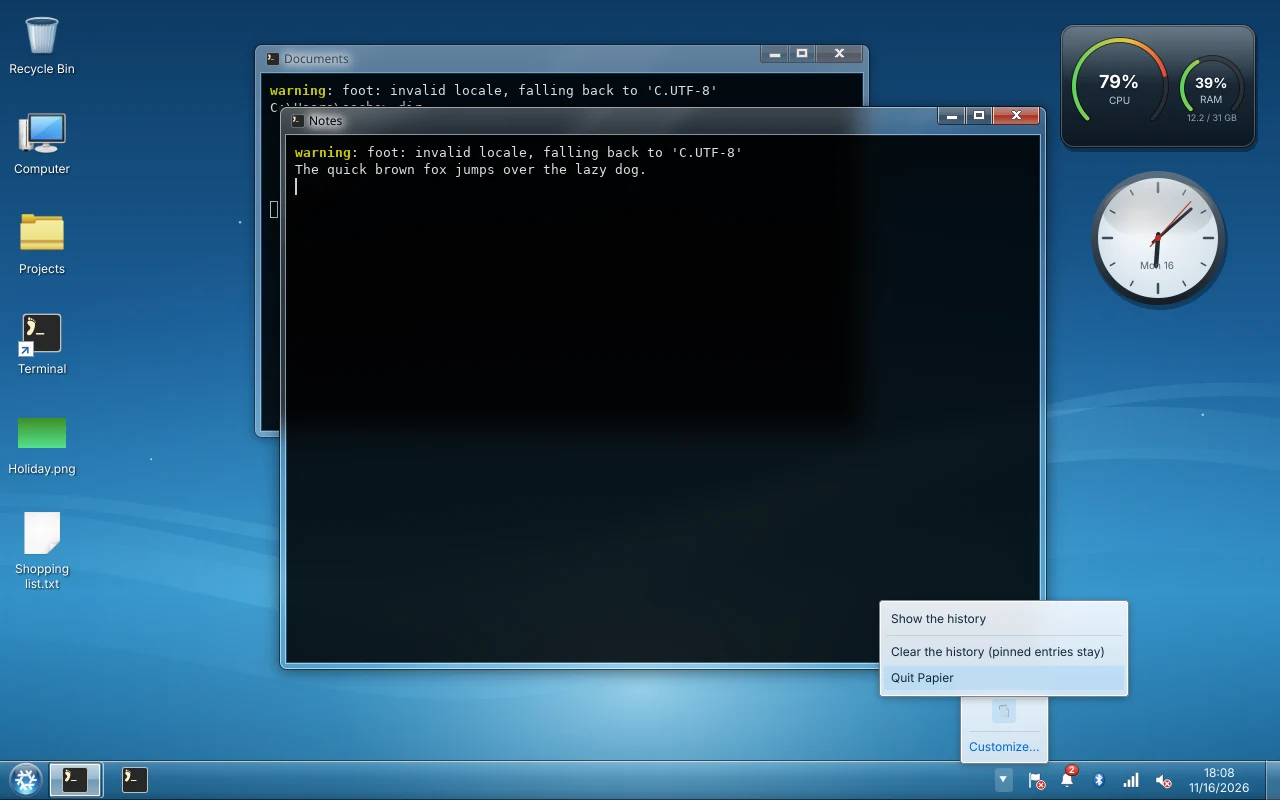 Recycle Bin
Computer
Projects
Terminal
Holiday.png
Shopping
list.txt
Documents
warning: foot: invalid locale, falling back to 'C.UTF-8'
Notes
warning: foot: invalid locale, falling back to 'C.UTF-8'
The quick brown fox jumps over the lazy dog.
79%
CPU
39%
RAM
12.2 / 31 GB
Mon 16
Show the history
Clear the history (pinned entries stay)
Quit Papier
Customize...
2
18:08
11/16/2026